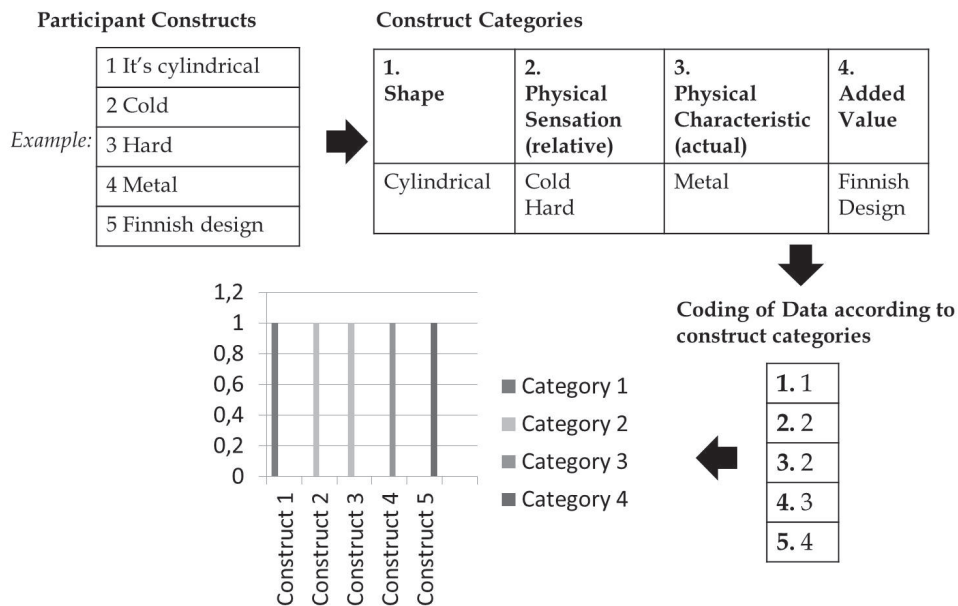 Participant Constructs
Example:
1 It's cylindrical
2 Cold
3 Hard
4 Metal
5 Finnish design
Construct Categories
1.
Shape
2.
Physical
Sensation
(relative)
3.
Physical
Characteristic
(actual)
4.
Added
Value
Cylindrical
Cold
Hard
Metal
Finnish
Design
Coding of Data according to
construct categories
1. 1
2. 2
3. 2
4. 3
5. 4
1,2
1
0,8
0,6
0,4
0,2
0
Construct 1
Construct 2
Construct 3
Construct 4
Construct 5
Category 1
Category 2
Category 3
Category 4